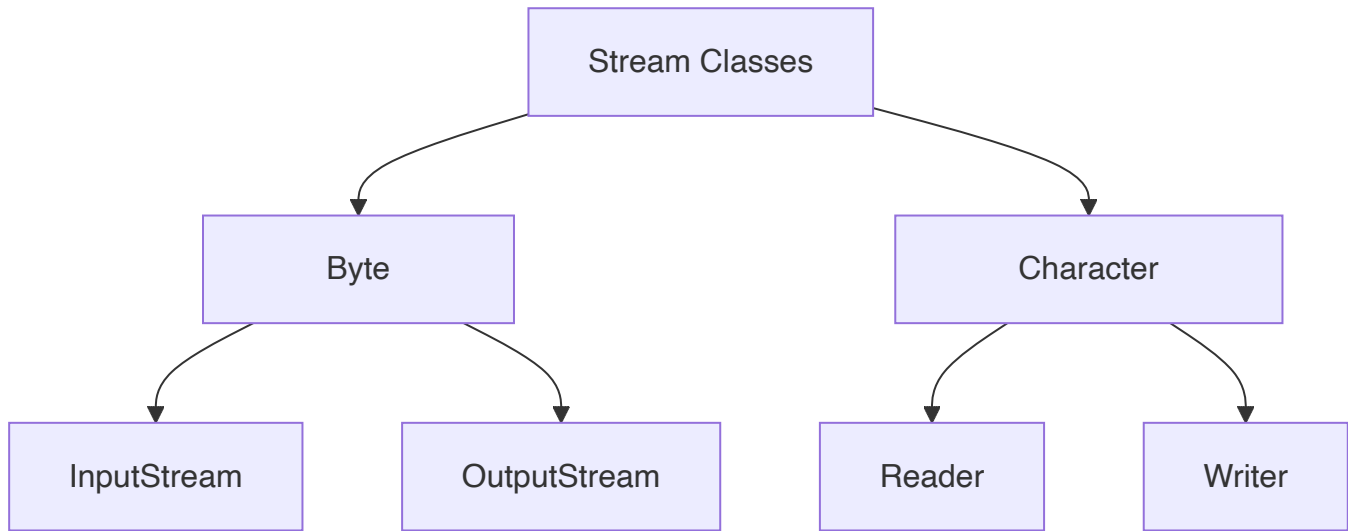 Stream Classes
Byte
Character
InputStream
OutputStream
Reader
Writer